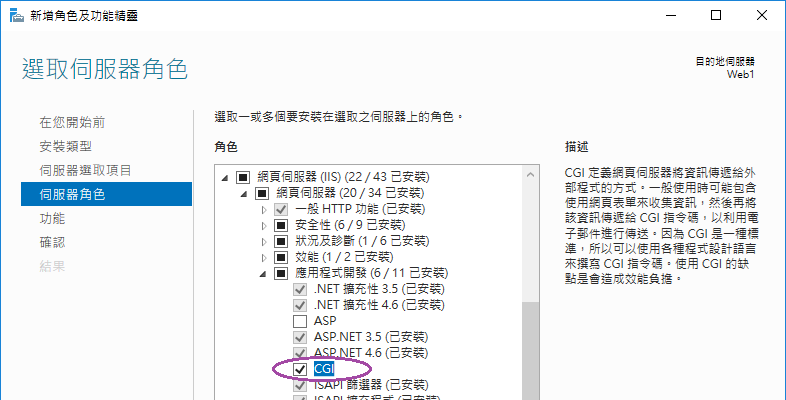 新增角色及功能精靈
選取伺服器角色
目的地伺服器
Web1
在您開始前
安裝類型
伺服器選取項目
伺服器角色
功能
確認
結果
選取一或多個要安裝在選取之伺服器上的角色。
角色
網頁伺服器 (IIS) (22 / 43 已安裝)
網頁伺服器 (20 / 34 已安裝)
一般 HTTP 功能 (已安裝)
安全性 (6 / 9 已安裝)
狀況及診斷 (1 / 6 已安裝)
效能 (1 / 2 已安裝)
應用程式開發 (6 / 11 已安裝)
.NET 擴充性 3.5 (已安裝)
.NET 擴充性 4.6 (已安裝)
ASP
ASP.NET 3.5 (已安裝)
ASP.NET 4.6 (已安裝)
CGI
ISAPI 篩選器 (已安裝)
ISAPI 擴充程式 (已安裝)
描述
CGI 定義網頁伺服器將資訊傳遞給外
部程式的方式。一般使用時可能包含
使用網頁表單來收集資訊，然後再將
該資訊傳遞給 CGI 指令碼，以利用電
子郵件進行傳送。因為 CGI 是一種標
準，所以可以使用各種程式設計語言
來撰寫 CGI 指令碼。使用 CGI 的缺
點是會造成效能負擔。